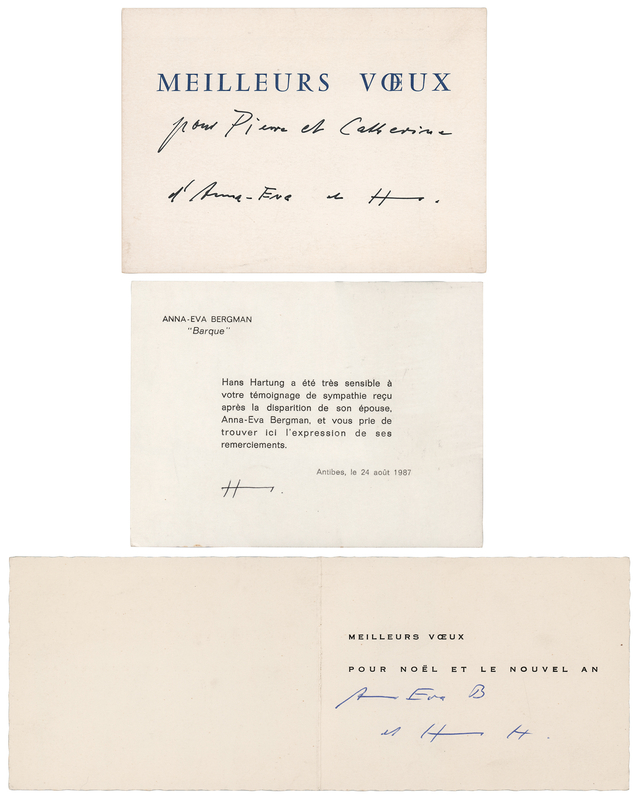 MEILLEURS VŒUX
pour Pierre et Catherine
d'Anna-Eva et H
ANNA-EVA BERGMAN
"Barque"
Hans Hartung a été très sensible à
votre témoignage de sympathie reçu
après la disparition de son épouse,
Anna-Eva Bergman, et vous prie de
trouver ici l'expression de ses
remerciements.
Antibes, le 24 août 1987
H
MEILLEURS VŒUX
POUR NOËL ET LE NOUVEL AN
Anna Eva B
et Hans H.